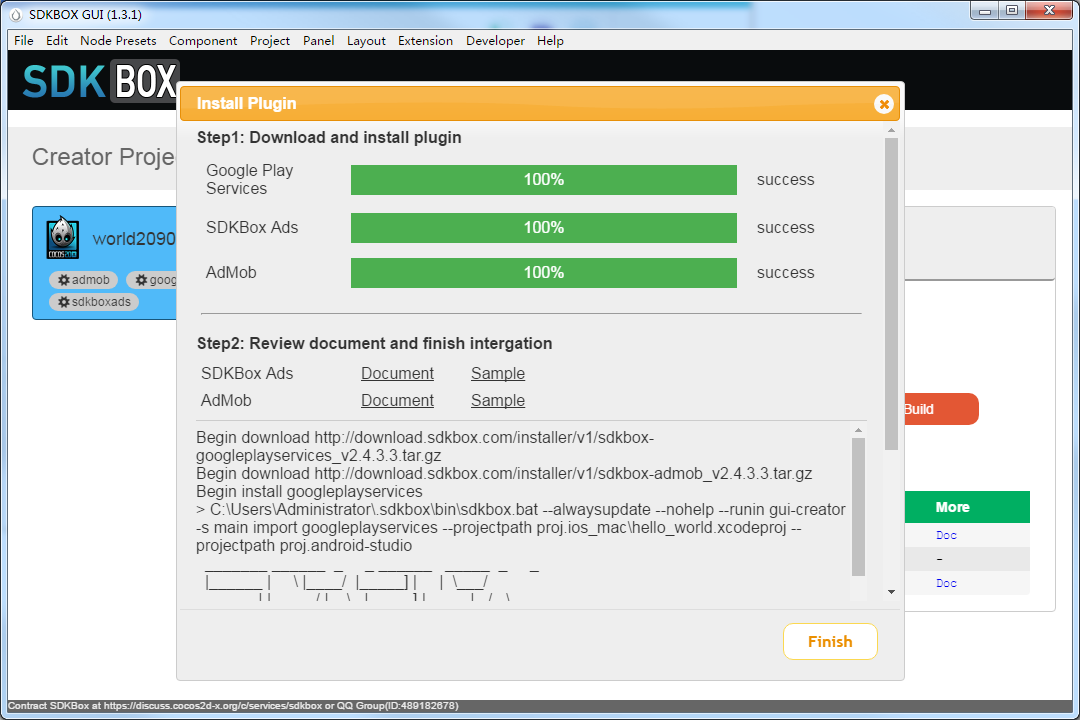 SDKBOX GUI (1.3.1)
File Edit Node Presets Component Project Panel Layout Extension Developer Help
SDKBOX
Install Plugin
Creator Proje
Step1: Download and install plugin
Google Play
Services
100%
success
SDKBox Ads
100%
success
AdMob
100%
success
COCOS2D
world2090
admob
goog
sdkboxads
Step2: Review document and finish intergation
SDKBox Ads Document Sample
AdMob Document Sample
Build
Begin download http://download.sdkbox.com/installer/v1/sdkbox-
googleplayservices_v2.4.3.3.tar.gz
Begin download http://download.sdkbox.com/installer/v1/sdkbox-admob_v2.4.3.3.tar.gz
Begin install googleplayservices
> C:\Users\Administrator\.sdkbox\bin\sdkbox.bat --alwaysupdate --nohelp --runin gui-creator
-s main import googleplayservices --projectpath proj.ios_mac\hello_world.xcodeproj --
projectpath proj.android-studio
More
Doc
-
Doc
Finish
Contract SDKBox at https://discuss.cocos2d-x.org/c/services/sdkbox or QQ Group(ID:489182678)